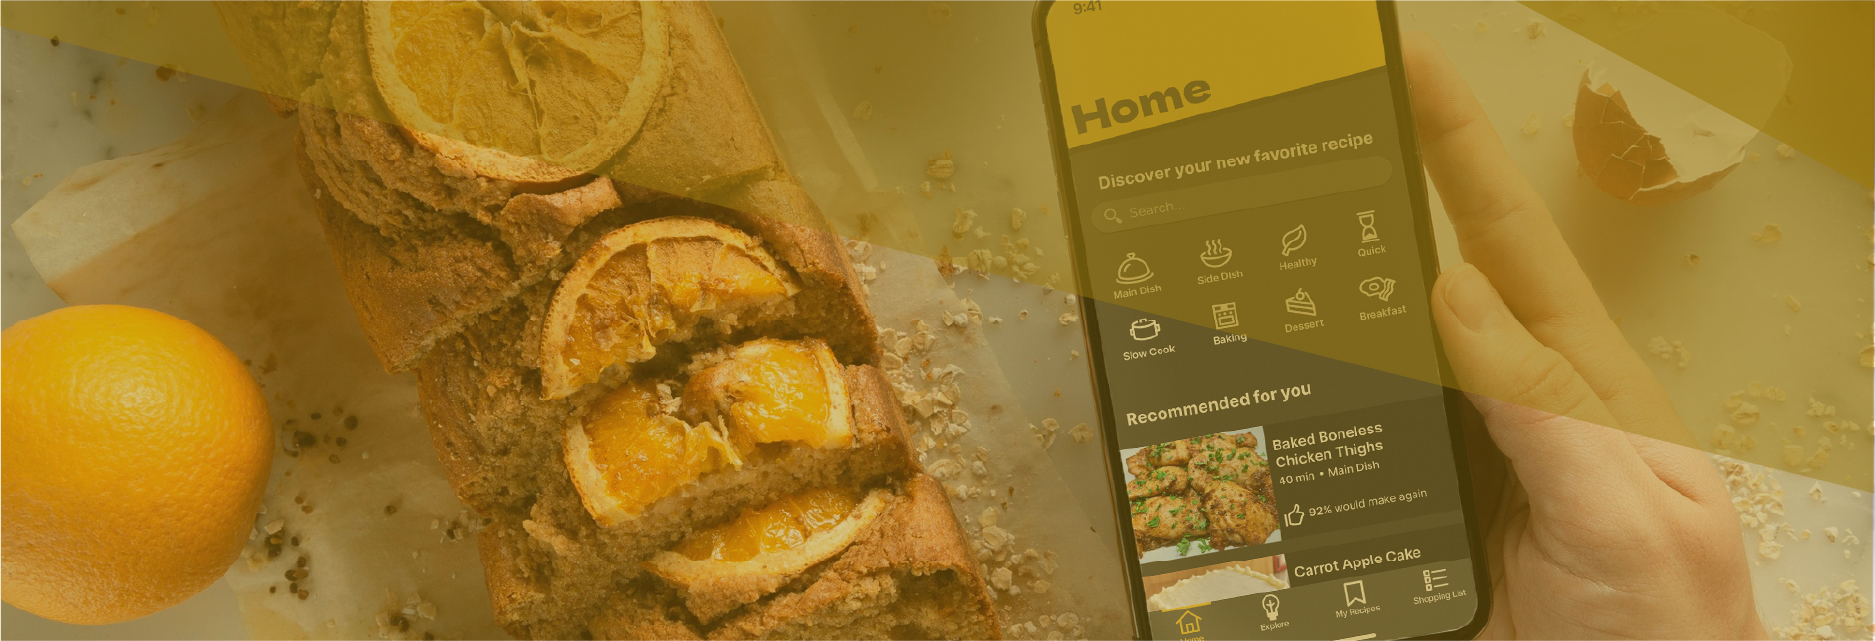 9:41
Home
Discover your new favorite recipe
Search...
Main Dish
Side Dish
Healthy
Quick
Slow Cook
Baking
Dessert
Breakfast
Recommended for you
Baked Boneless
Chicken Thighs
40 min • Main Dish
92% would make again
Carrot Apple Cake
Home
Explore
My Recipes
Shopping List